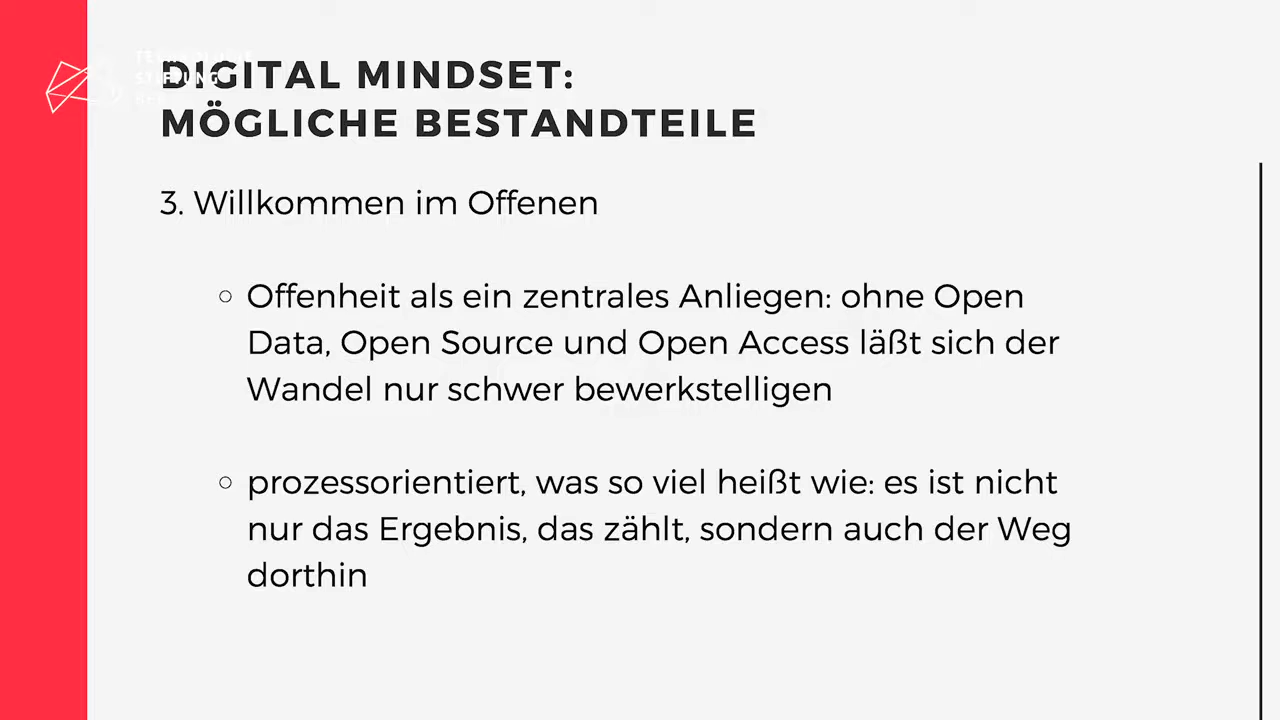 DIGITAL MINDSET:
MÖGLICHE BESTANDTEILE
3. Willkommen im Offenen
Offenheit als ein zentrales Anliegen: ohne Open
Data, Open Source und Open Access läßt sich der
Wandel nur schwer bewerkstelligen
prozessorientiert, was so viel heißt wie: es ist nicht
nur das Ergebnis, das zählt, sondern auch der Weg
dorthin